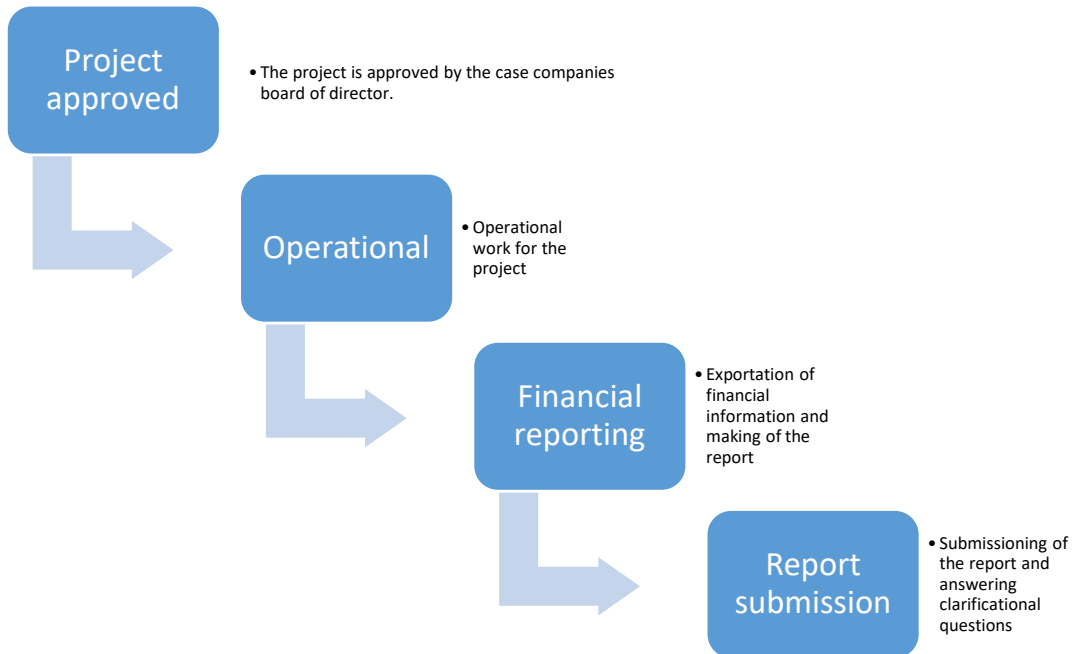 Project
approved
• The project is approved by the case companies
board of director.
Operational
• Operational
work for the
project
Financial
reporting
• Exportation of
financial
information and
making of the
report
Report
submission
• Submissioning of
the report and
answering
clarificational
questions